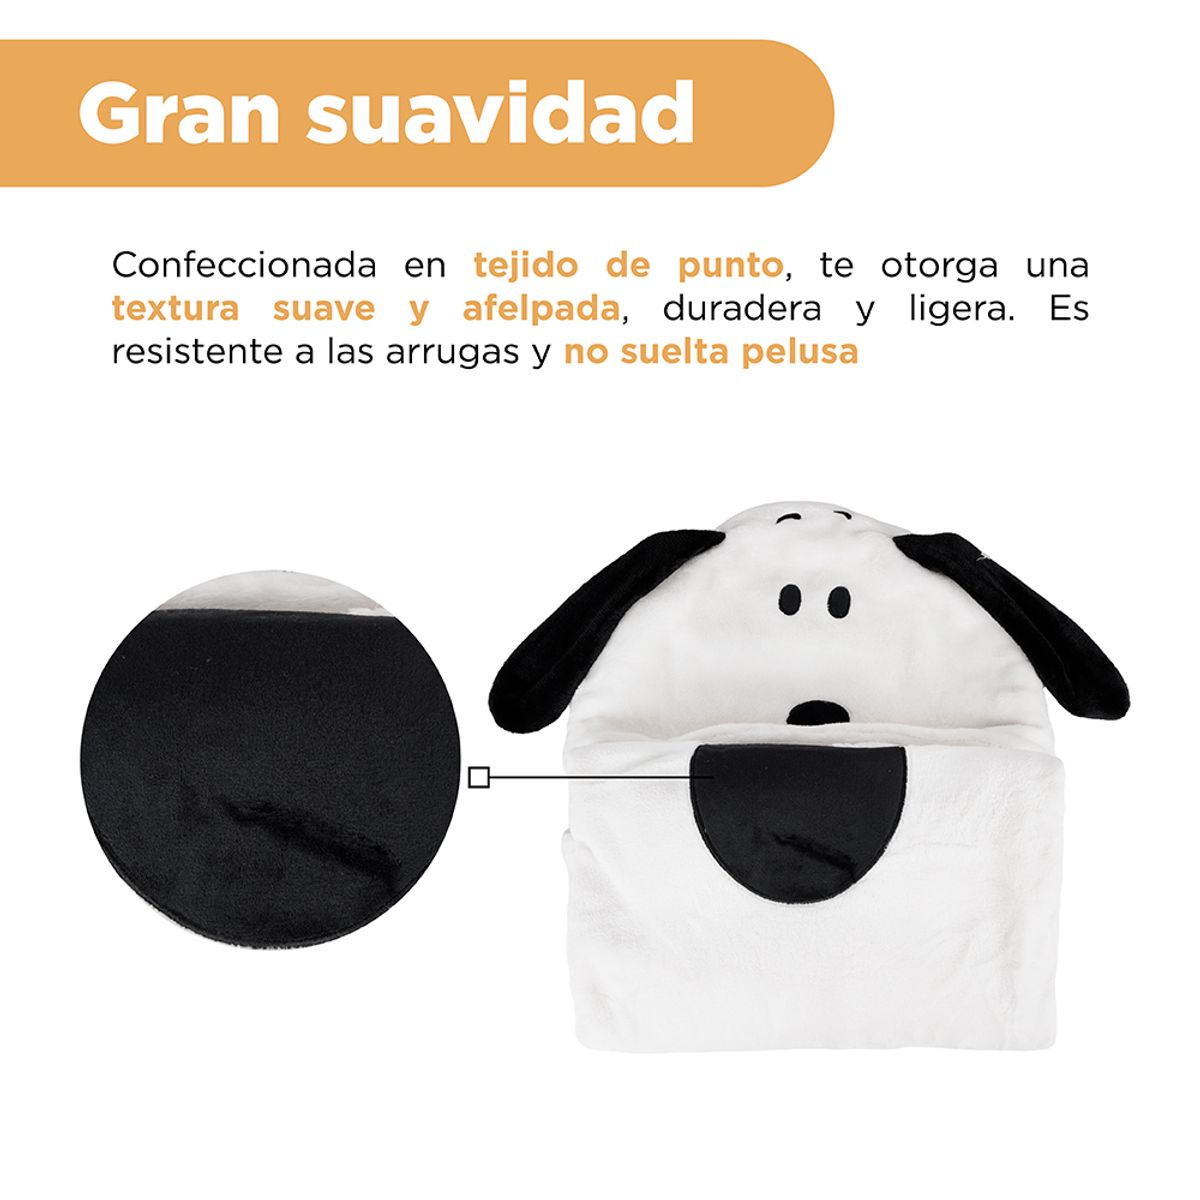 Gran suavidad
Confeccionada en tejido de punto, te otorga una
textura suave y afelpada, duradera y ligera. Es
resistente a las arrugas y no suelta pelusa